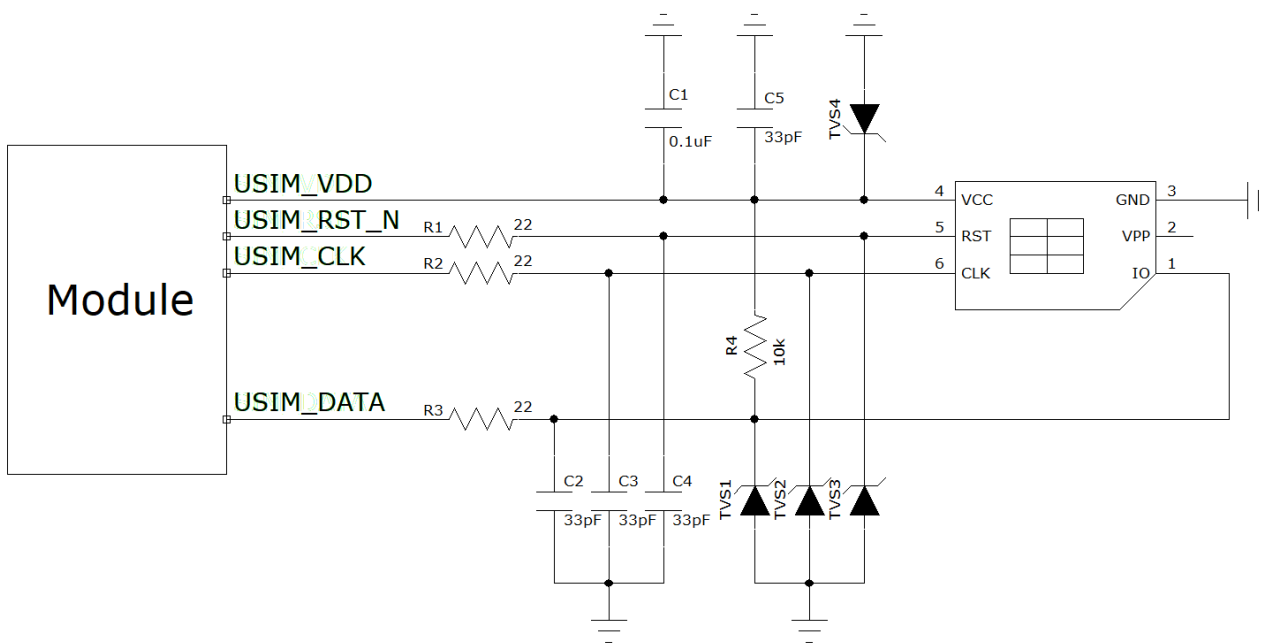 C1
0.1uF
C5
33pF
TVS4
USIM_VDD
USIM_RST_N
R1 22
USIM_CLK
R2 22
Module
USIM_DATA
R3 22
R4
10k
4 VCC
5 RST
6 CLK
GND 3
VPP 2
IO 1
C2
33pF
C3
33pF
C4
33pF
TVS1
TVS2
TVS3